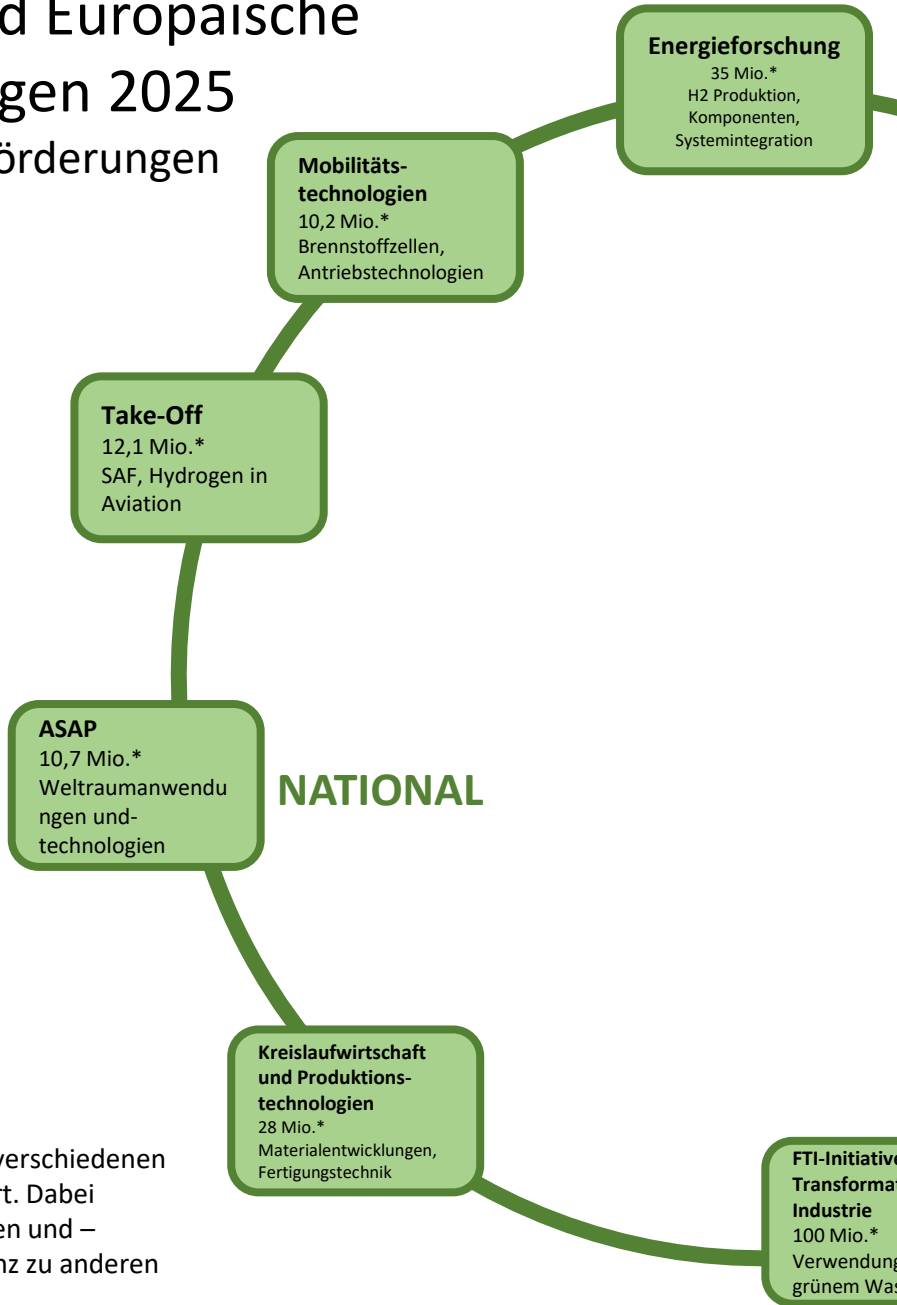 d Europäische
gen 2025
örderungen
Energieforschung
35 Mio.*
H2 Produktion,
Komponenten,
Systemintegration
Mobilitäts-
technologien
10,2 Mio.*
Brennstoffzellen,
Antriebstechnologien
Take-Off
12,1 Mio.*
SAF, Hydrogen in
Aviation
ASAP
10,7 Mio.*
Weltraumanwendu
ngen und-
technologien
NATIONAL
Kreislaufwirtschaft
und Produktions-
technologien
28 Mio.*
Materialentwicklungen,
Fertigungstechnik
verschiedenen
rt. Dabei
en und –
nz zu anderen
FTI-Initiative
Transformat
Industrie
100 Mio.*
Verwendung
grünem Was